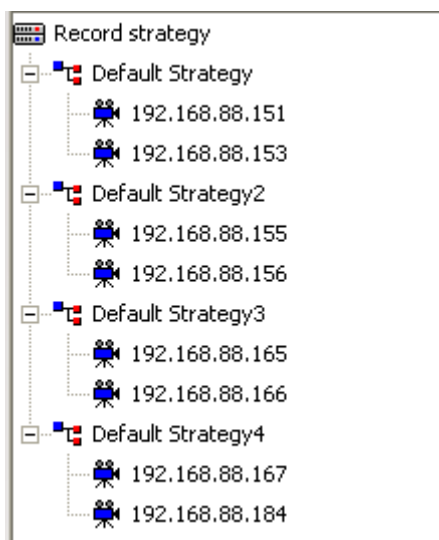 Record strategy
Default Strategy
192.168.88.151
192.168.88.153
Default Strategy2
192.168.88.155
192.168.88.156
Default Strategy3
192.168.88.165
192.168.88.166
Default Strategy4
192.168.88.167
192.168.88.184